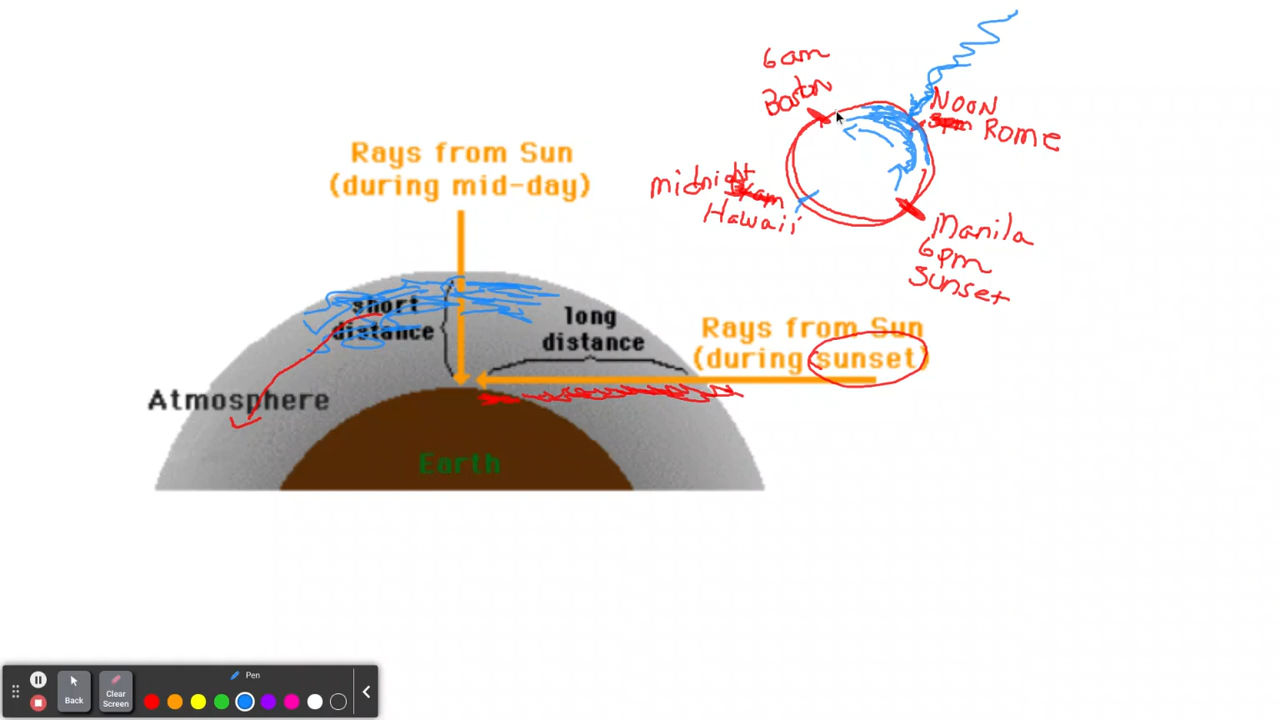 6am
Boston
NOON
3pm ROME
midnight
Hawaii
Manila
6pm
sunset
Rays from Sun
(during mid-day)
short
distance
long
distance
Rays from Sun
(during sunset)
Atmosphere
Earth
Pen
Back
Clear
Screen